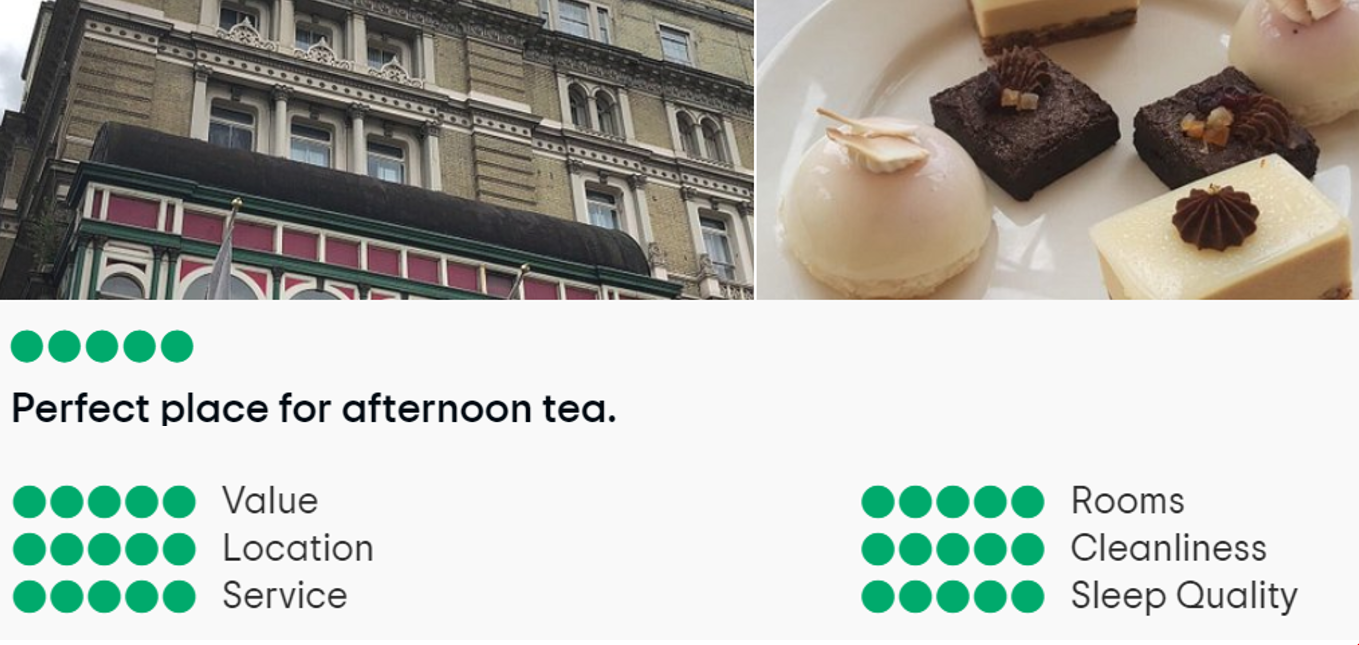 Perfect place for afternoon tea.
Value
Location
Service
Rooms
Cleanliness
Sleep Quality